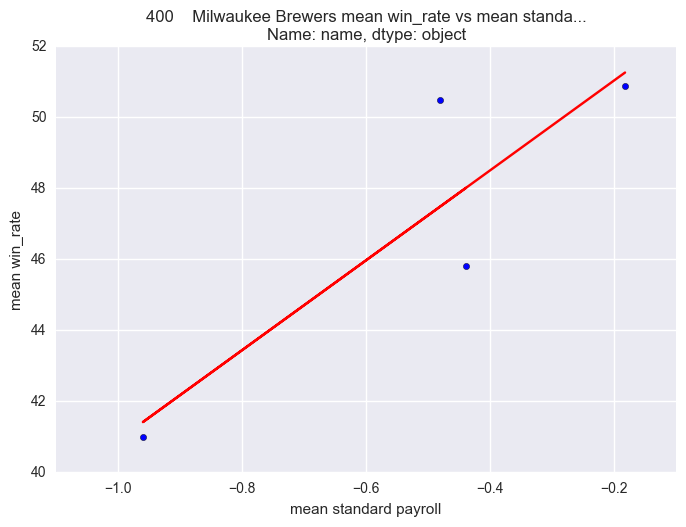 400    Milwaukee Brewers mean win_rate vs mean standa...
Name: name, dtype: object
52
50
48
46
44
42
40
mean win_rate
−1.0 −0.8 −0.6 −0.4 −0.2
mean standard payroll